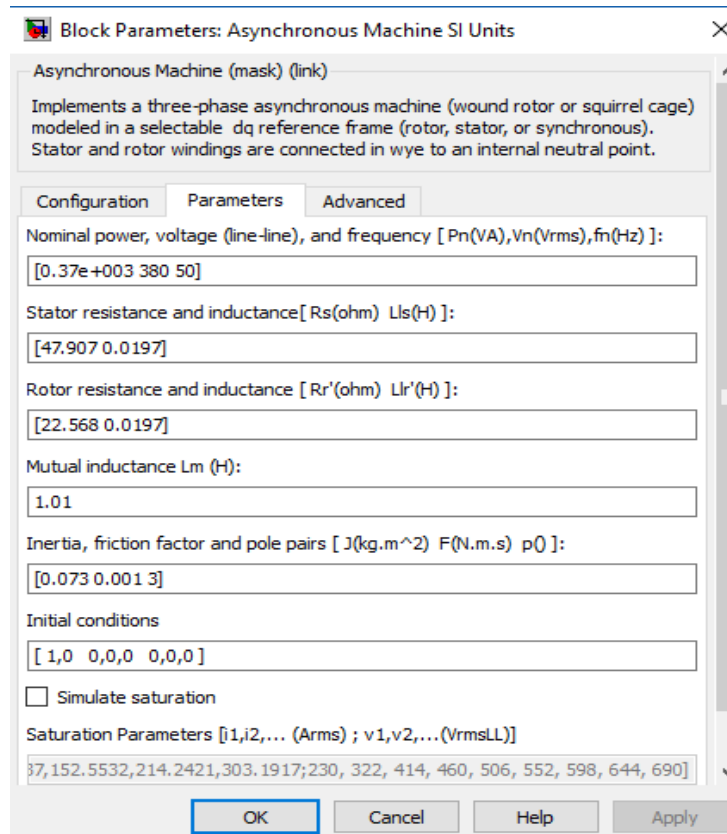 Block Parameters: Asynchronous Machine SI Units
Asynchronous Machine (mask) (link)
Implements a three-phase asynchronous machine (wound rotor or squirrel cage)
modeled in a selectable dq reference frame (rotor, stator, or synchronous).
Stator and rotor windings are connected in wye to an internal neutral point.
Configuration Parameters Advanced
Nominal power, voltage (line-line), and frequency [ Pn(VA),Vn(Vrms),fn(Hz) ]:
[0.37e+003 380 50]
Stator resistance and inductance[ Rs(ohm) Lls(H) ]:
[47.907 0.0197]
Rotor resistance and inductance [ Rr'(ohm) Llr'(H) ]:
[22.568 0.0197]
Mutual inductance Lm (H):
1.01
Inertia, friction factor and pole pairs [ J(kg.m^2) F(N.m.s) p() ]:
[0.073 0.001 3]
Initial conditions
[ 1,0 0,0,0 0,0,0 ]
Simulate saturation
Saturation Parameters [i1,i2,... (Arms) ; v1,v2,...(VrmsLL)]
37,152.5532,214.2421,303.1917;230, 322, 414, 460, 506, 552, 598, 644, 690]
OK Cancel Help Apply